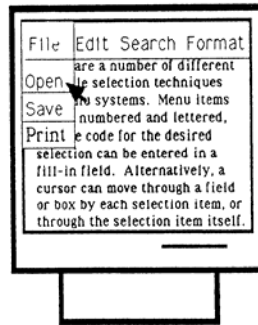 File Edit Search Format
are a number of different
Open le selection techniques
Save u systems. Menu items
numbered and lettered,
Print e code for the desired
selection can be entered in a
fill-in field. Alternatively, a
cursor can move through a field
or box by each selection item, or
through the selection item itself.